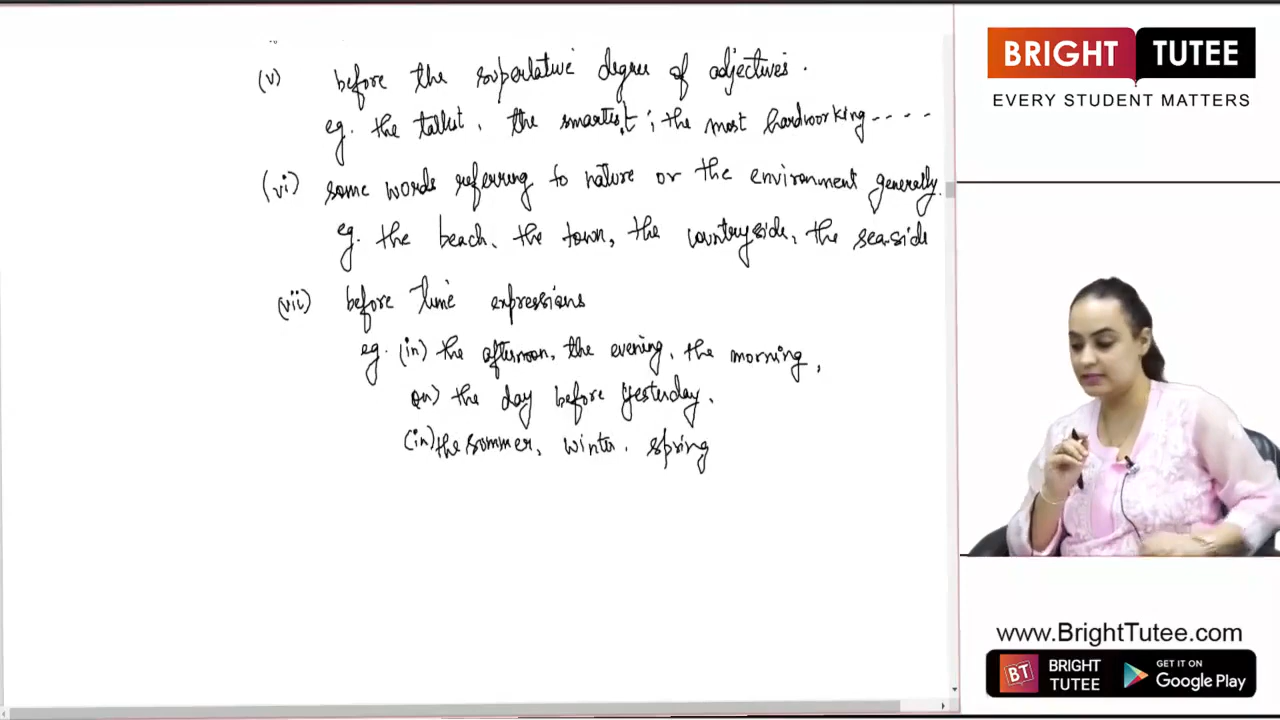 (v) before the superlative degree of adjectives.
eg. the tallest, the smartest; the most hardworking ----
(vi) some words referring to nature or the environment generally.
eg. the beach, the town, the countryside, the sea-side
(vii) before time expressions
eg. (in) the afternoon, the evening, the morning,
on) the day before yesterday.
(in) the summer, winter. spring
BRIGHT TUTEE
EVERY STUDENT MATTERS
www.BrightTutee.com
BT BRIGHT TUTEE
GET IT ON
Google Play